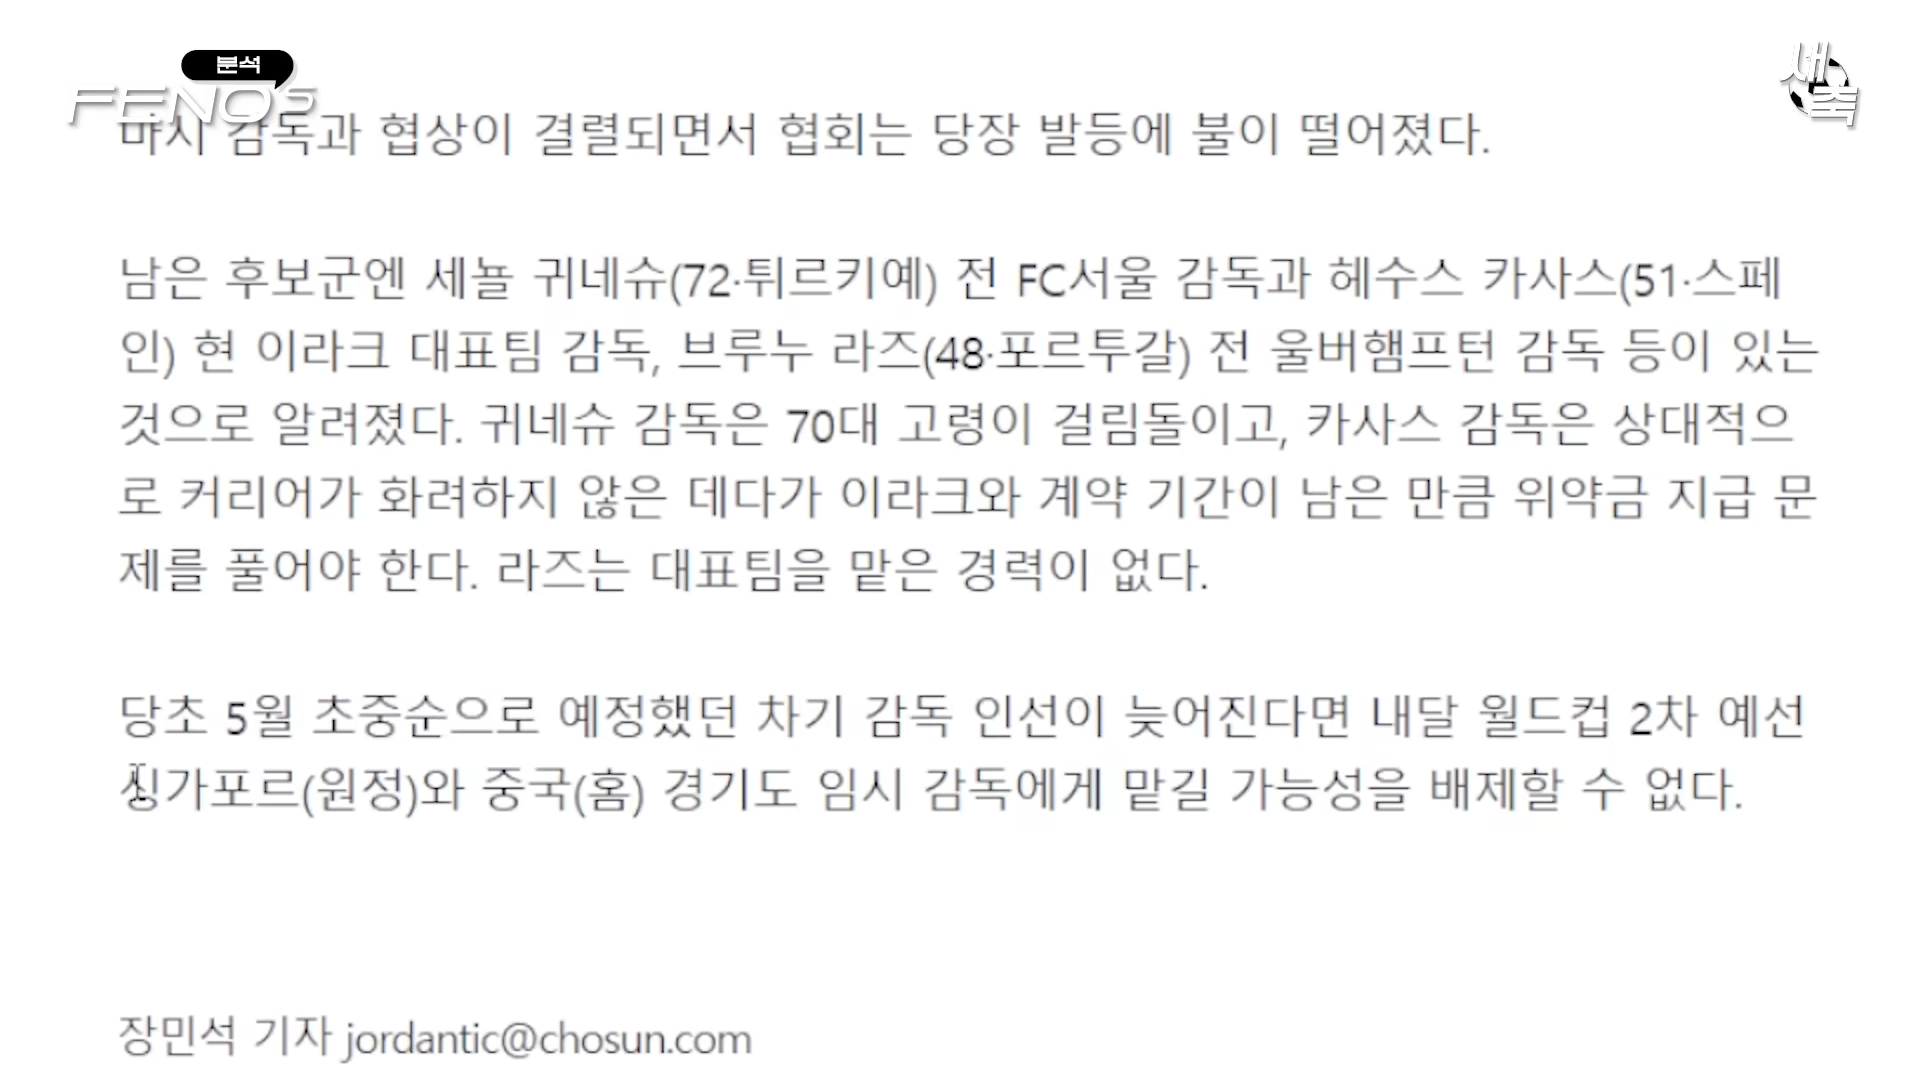 분석
FENO
세축
마시 감독과 협상이 결렬되면서 협회는 당장 발등에 불이 떨어졌다.
남은 후보군엔 세뇰 귀네슈(72·튀르키예) 전 FC서울 감독과 헤수스 카사스(51·스페
인) 현 이라크 대표팀 감독, 브루누 라즈(48·포르투갈) 전 울버햄프턴 감독 등이 있는
것으로 알려졌다. 귀네슈 감독은 70대 고령이 걸림돌이고, 카사스 감독은 상대적으
로 커리어가 화려하지 않은 데다가 이라크와 계약 기간이 남은 만큼 위약금 지급 문
제를 풀어야 한다. 라즈는 대표팀을 맡은 경력이 없다.
당초 5월 초중순으로 예정했던 차기 감독 인선이 늦어진다면 내달 월드컵 2차 예선
싱가포르(원정)와 중국(홈) 경기도 임시 감독에게 맡길 가능성을 배제할 수 없다.
장민석 기자 jordantic@chosun.com